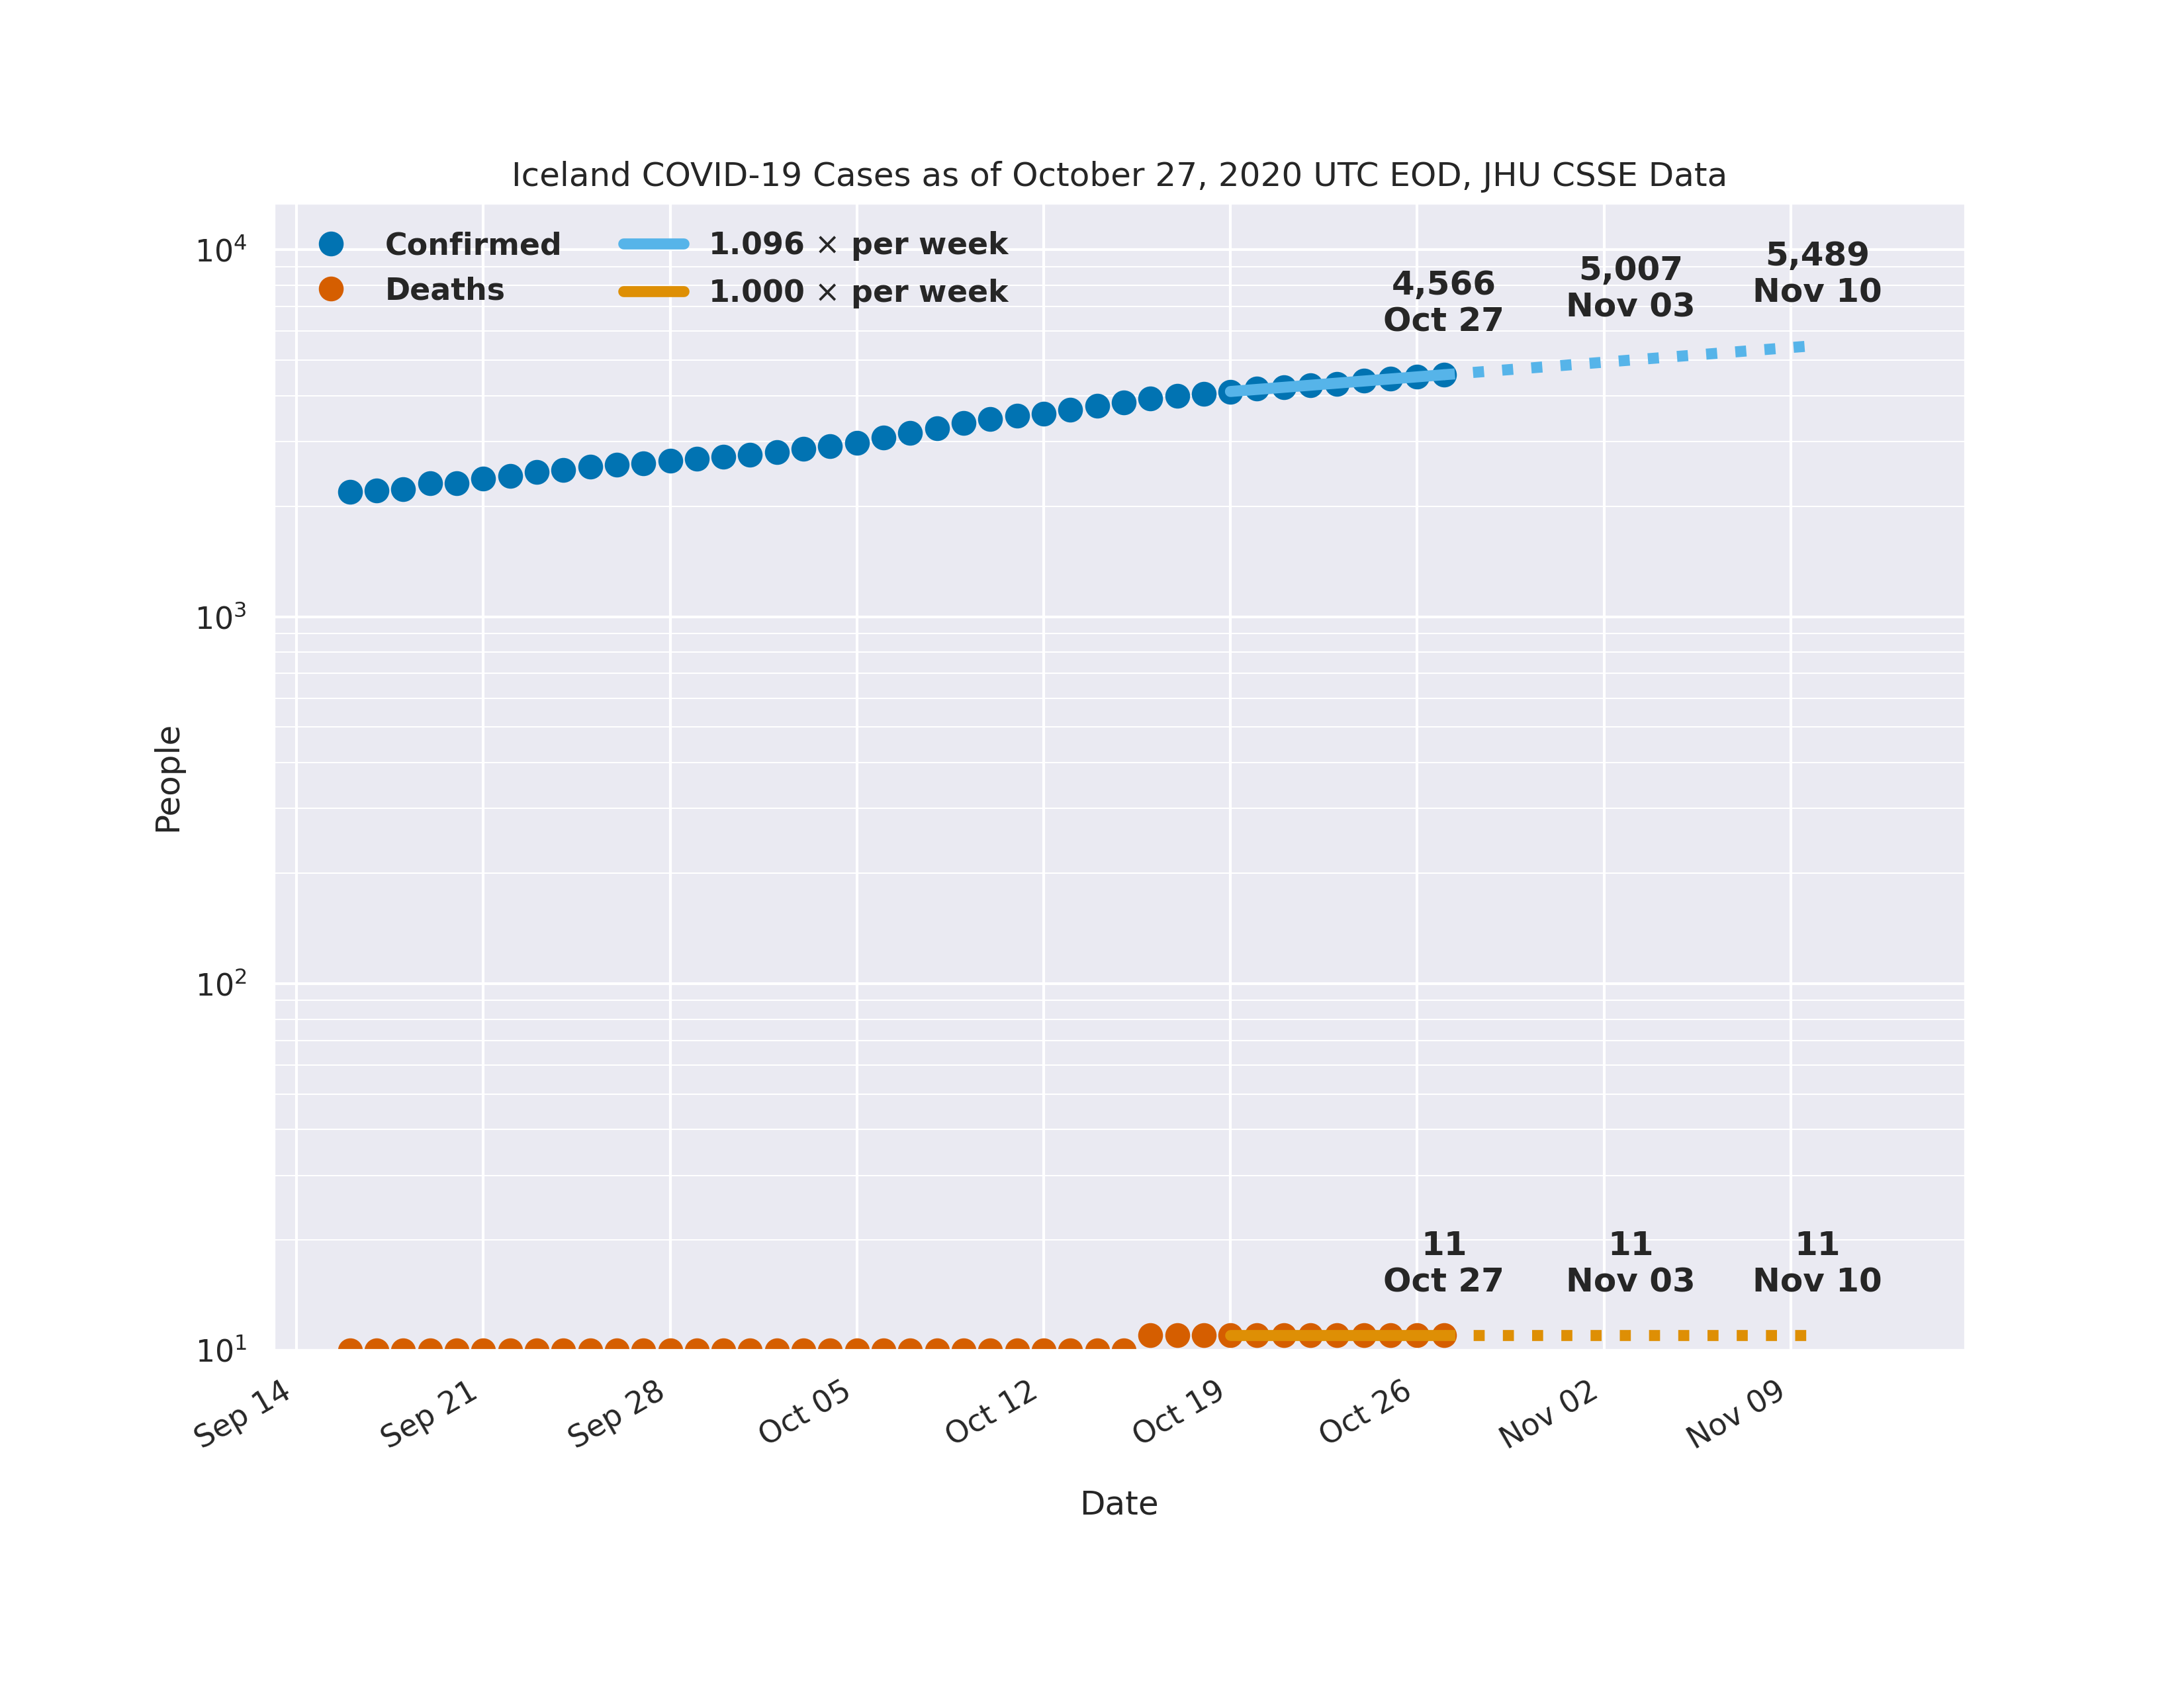 Iceland COVID-19 Cases as of October 27, 2020 UTC EOD, JHU CSSE Data
Confirmed
Deaths
1.096 × per week
1.000 × per week
4,566
Oct 27
5,007
Nov 03
5,489
Nov 10
10⁴
10³
10²
10¹
People
11
Oct 27
11
Nov 03
11
Nov 10
Sep 14
Sep 21
Sep 28
Oct 05
Oct 12
Oct 19
Oct 26
Nov 02
Nov 09
Date